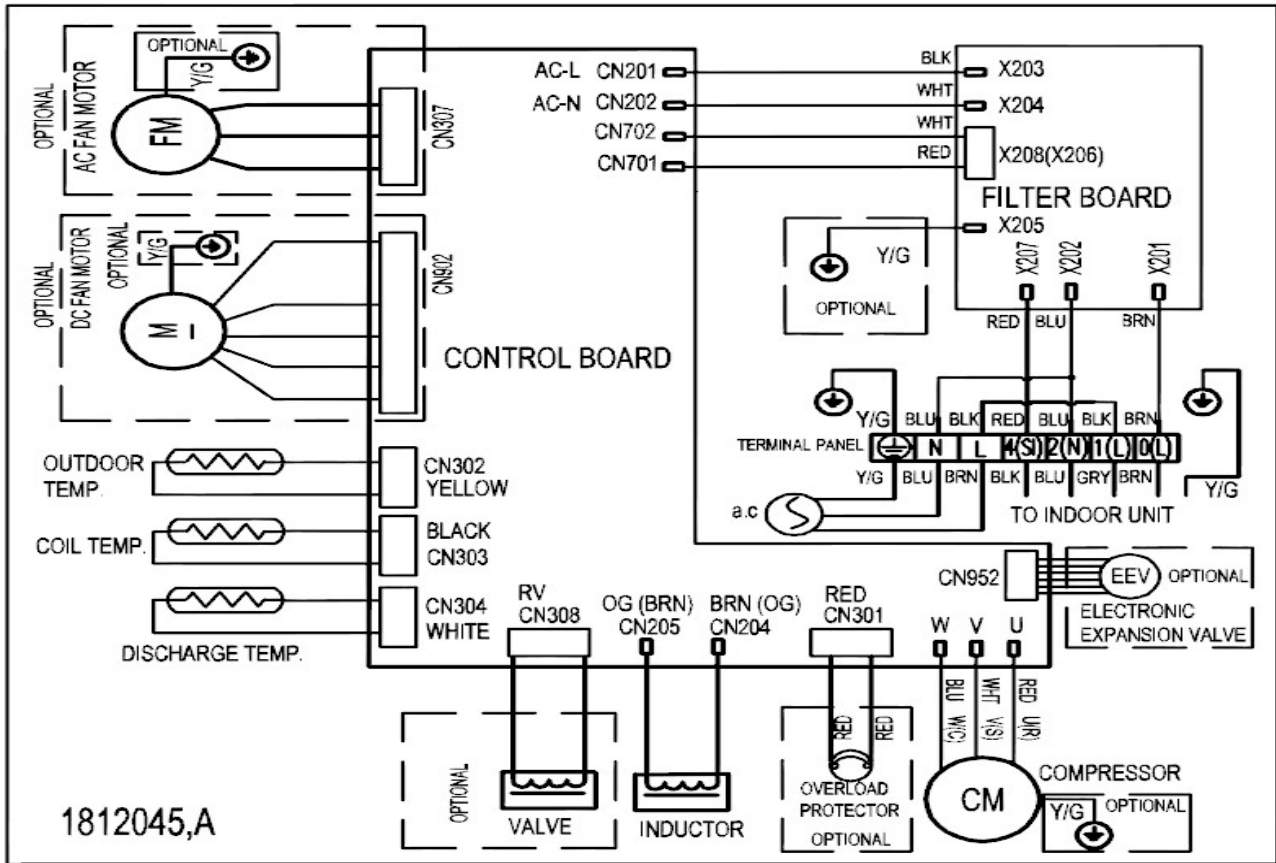 OPTIONAL
Y/G
OPTIONAL
AC FAN MOTOR
FM
CN307
OPTIONAL
Y/G
OPTIONAL
DC FAN MOTOR
M
CN902
CONTROL BOARD
AC-L CN201
AC-N CN202
CN702
CN701
BLK
WHT
WHT
RED
X203
X204
X208(X206)
FILTER BOARD
X205
Y/G
OPTIONAL
X207
X202
X201
RED BLU BRN
Y/G BLU BLK RED BLU BLK BRN
TERMINAL PANEL
N L 4(SI) 2(N) 1(L) 0(L)
Y/G BLU BRN BLK BLU GRY BRN
Y/G
a.c
TO INDOOR UNIT
OUTDOOR
TEMP.
CN302
YELLOW
COIL TEMP.
BLACK
CN303
DISCHARGE TEMP.
CN304
WHITE
RV
CN308
OG (BRN)
CN205
BRN (OG)
CN204
RED
CN301
CN952
EEV
OPTIONAL
ELECTRONIC
EXPANSION VALVE
W V U
BLU W(C)
WHT V(S)
RED U(R)
OPTIONAL
VALVE
INDUCTOR
RED
RED
OVERLOAD
PROTECTOR
OPTIONAL
CM
COMPRESSOR
Y/G
OPTIONAL
1812045,A